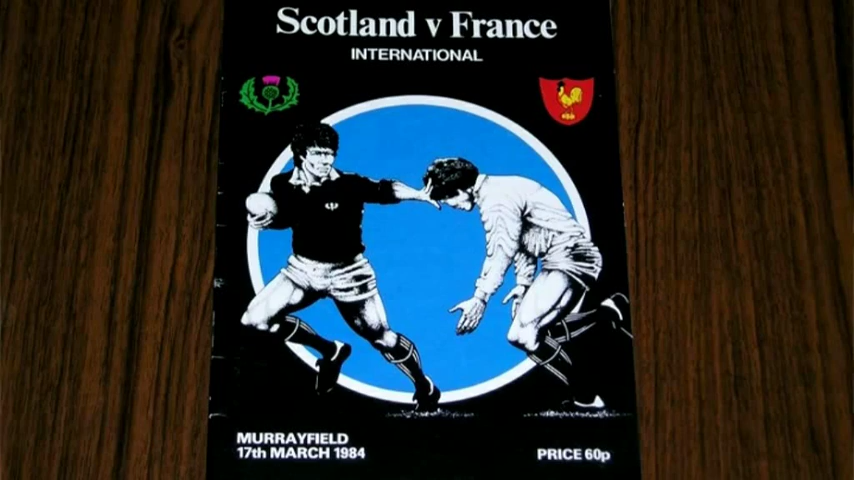 Scotland v France
INTERNATIONAL
MURRAYFIELD
17th MARCH 1984
PRICE 60p